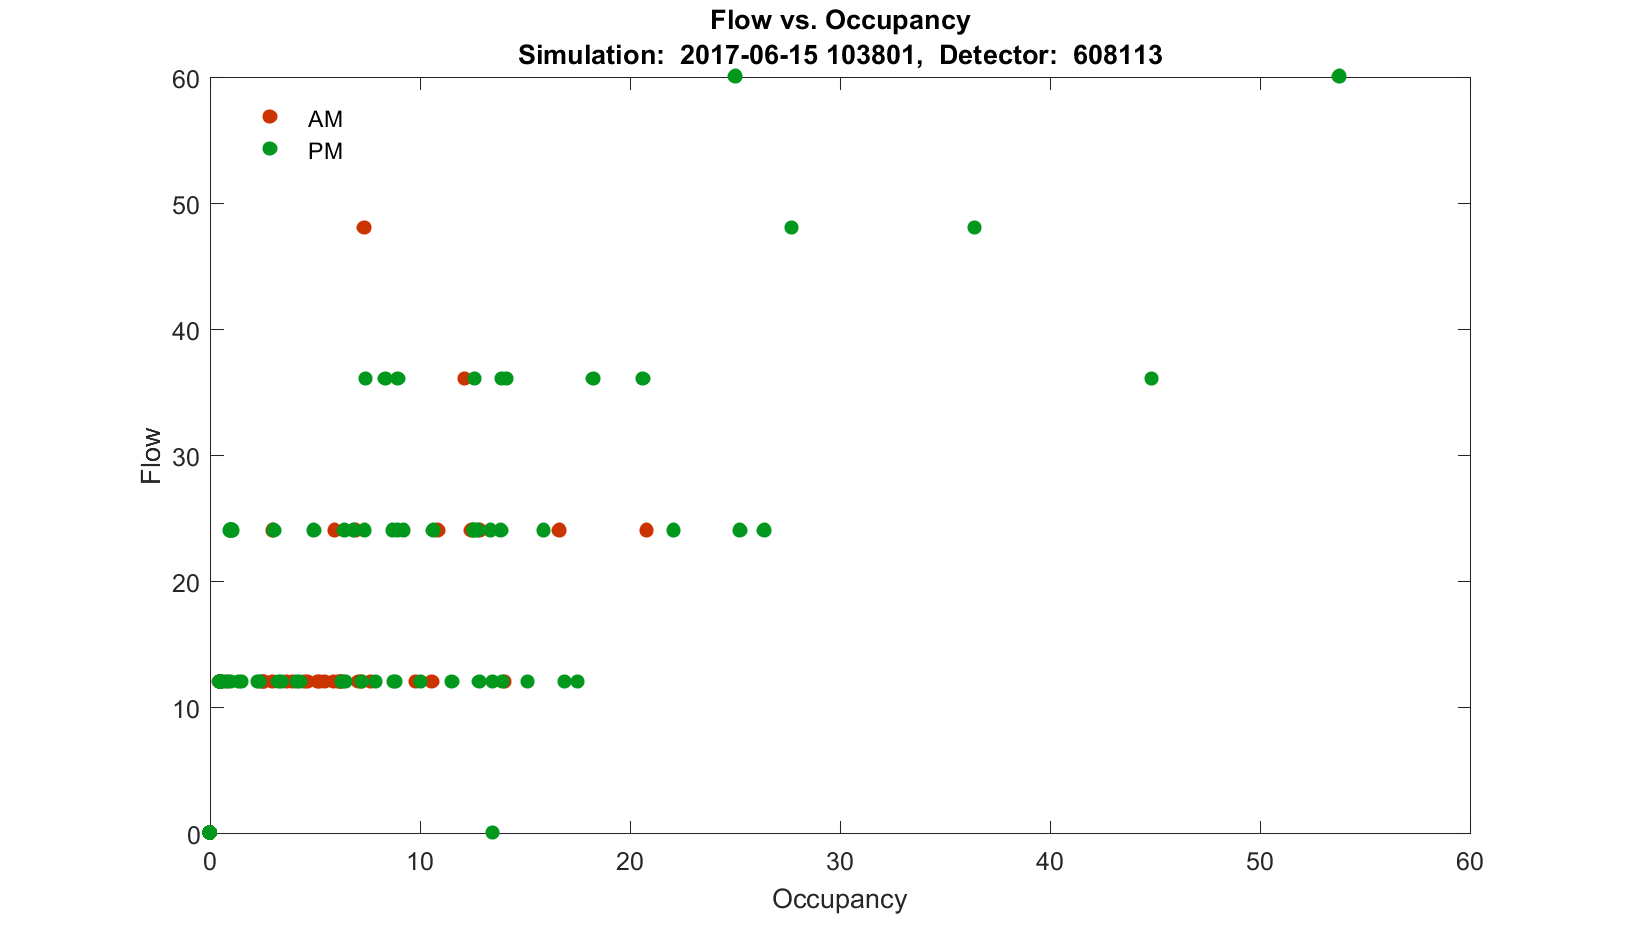 Flow vs. Occupancy
Simulation:  2017-06-15 103801,  Detector:  608113
AM
PM
60
50
40
30
20
10
0
Flow
0 10 20 30 40 50 60
Occupancy